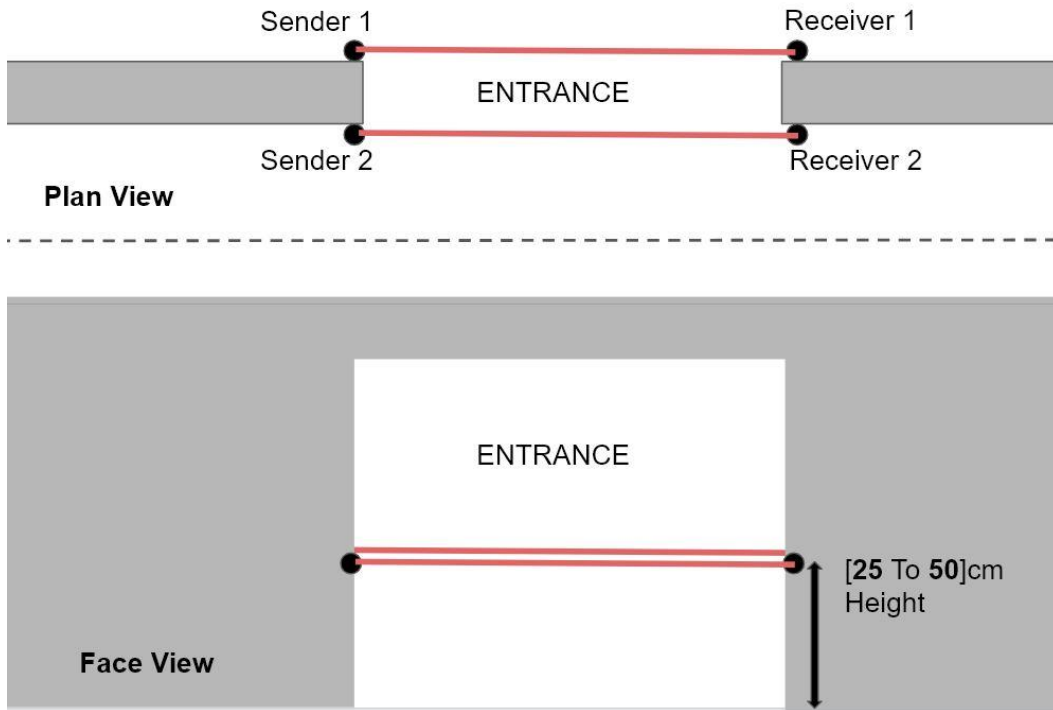 Sender 1
Receiver 1
ENTRANCE
Sender 2
Receiver 2
Plan View
ENTRANCE
[25 To 50]cm
Height
Face View